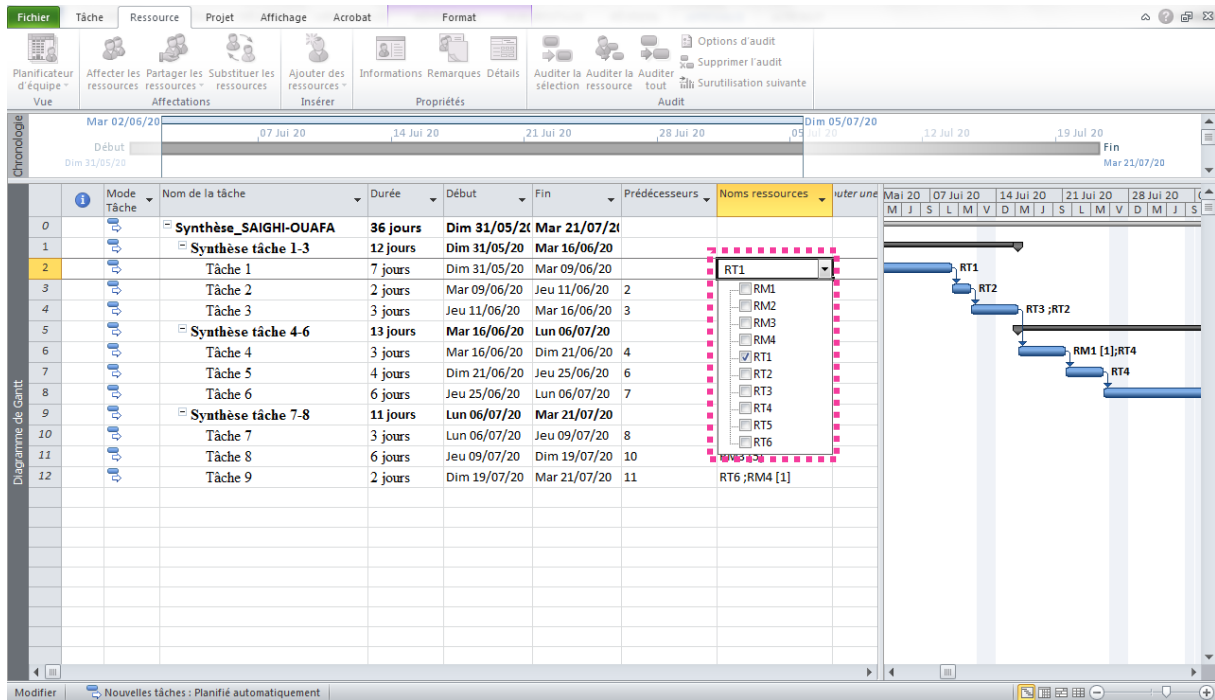 Fichier Tâche Ressource Projet Affichage Acrobat Format
Planificateur d'équipe
Affecter les ressources
Partager les ressources
Substituer les ressources
Ajouter des ressources
Informations Remarques Détails
Auditer la sélection
Auditer la ressource
Auditer tout
Options d'audit
Supprimer l'audit
Surutilisation suivante
Vue Affectations Insérer Propriétés Audit
Chronologie
Mar 02/06/20 Dim 05/07/20
07 Jui 20 14 Jui 20 21 Jui 20 28 Jui 20 05 Jul 20 12 Jul 20 19 Jul 20
Début Fin
Dim 31/05/20 Mar 21/07/20
Diagramme de Gantt
Mode Tâche Nom de la tâche Durée Début Fin Prédécesseurs Noms ressources uter une
Mai 20 07 Jui 20 14 Jui 20 21 Jui 20 28 Jui 20
M J S L M V D M J S L M V D M J S
0 Synthèse_SAIGHI-OUAFA 36 jours Dim 31/05/20 Mar 21/07/20
1 Synthèse tâche 1-3 12 jours Dim 31/05/20 Mar 16/06/20
2 Tâche 1 7 jours Dim 31/05/20 Mar 09/06/20 RT1
3 Tâche 2 2 jours Mar 09/06/20 Jeu 11/06/20 2
4 Tâche 3 3 jours Jeu 11/06/20 Mar 16/06/20 3
5 Synthèse tâche 4-6 13 jours Mar 16/06/20 Lun 06/07/20
6 Tâche 4 3 jours Mar 16/06/20 Dim 21/06/20 4
7 Tâche 5 4 jours Dim 21/06/20 Jeu 25/06/20 6
8 Tâche 6 6 jours Jeu 25/06/20 Lun 06/07/20 7
9 Synthèse tâche 7-8 11 jours Lun 06/07/20 Mar 21/07/20
10 Tâche 7 3 jours Lun 06/07/20 Jeu 09/07/20 8
11 Tâche 8 6 jours Jeu 09/07/20 Dim 19/07/20 10
12 Tâche 9 2 jours Dim 19/07/20 Mar 21/07/20 11 RT6 ;RM4 [1]
RM1
RM2
RM3
RM4
RT1
RT2
RT3
RT4
RT5
RT6
RT1
RT2
RT3 ;RT2
RM1 [1];RT4
RT4
Modifier Nouvelles tâches : Planifié automatiquement